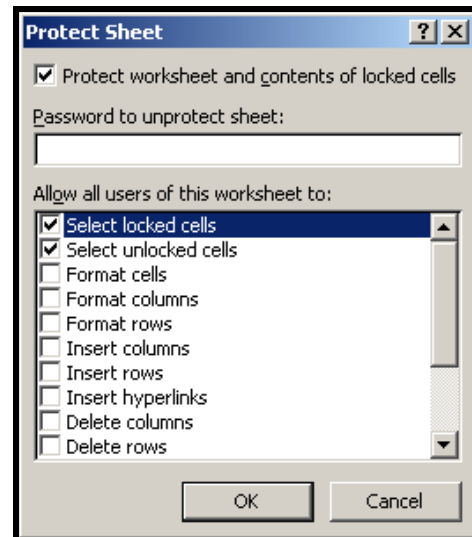 Protect Sheet
Protect worksheet and contents of locked cells
Password to unprotect sheet:
Allow all users of this worksheet to:
Select locked cells
Select unlocked cells
Format cells
Format columns
Format rows
Insert columns
Insert rows
Insert hyperlinks
Delete columns
Delete rows
OK Cancel